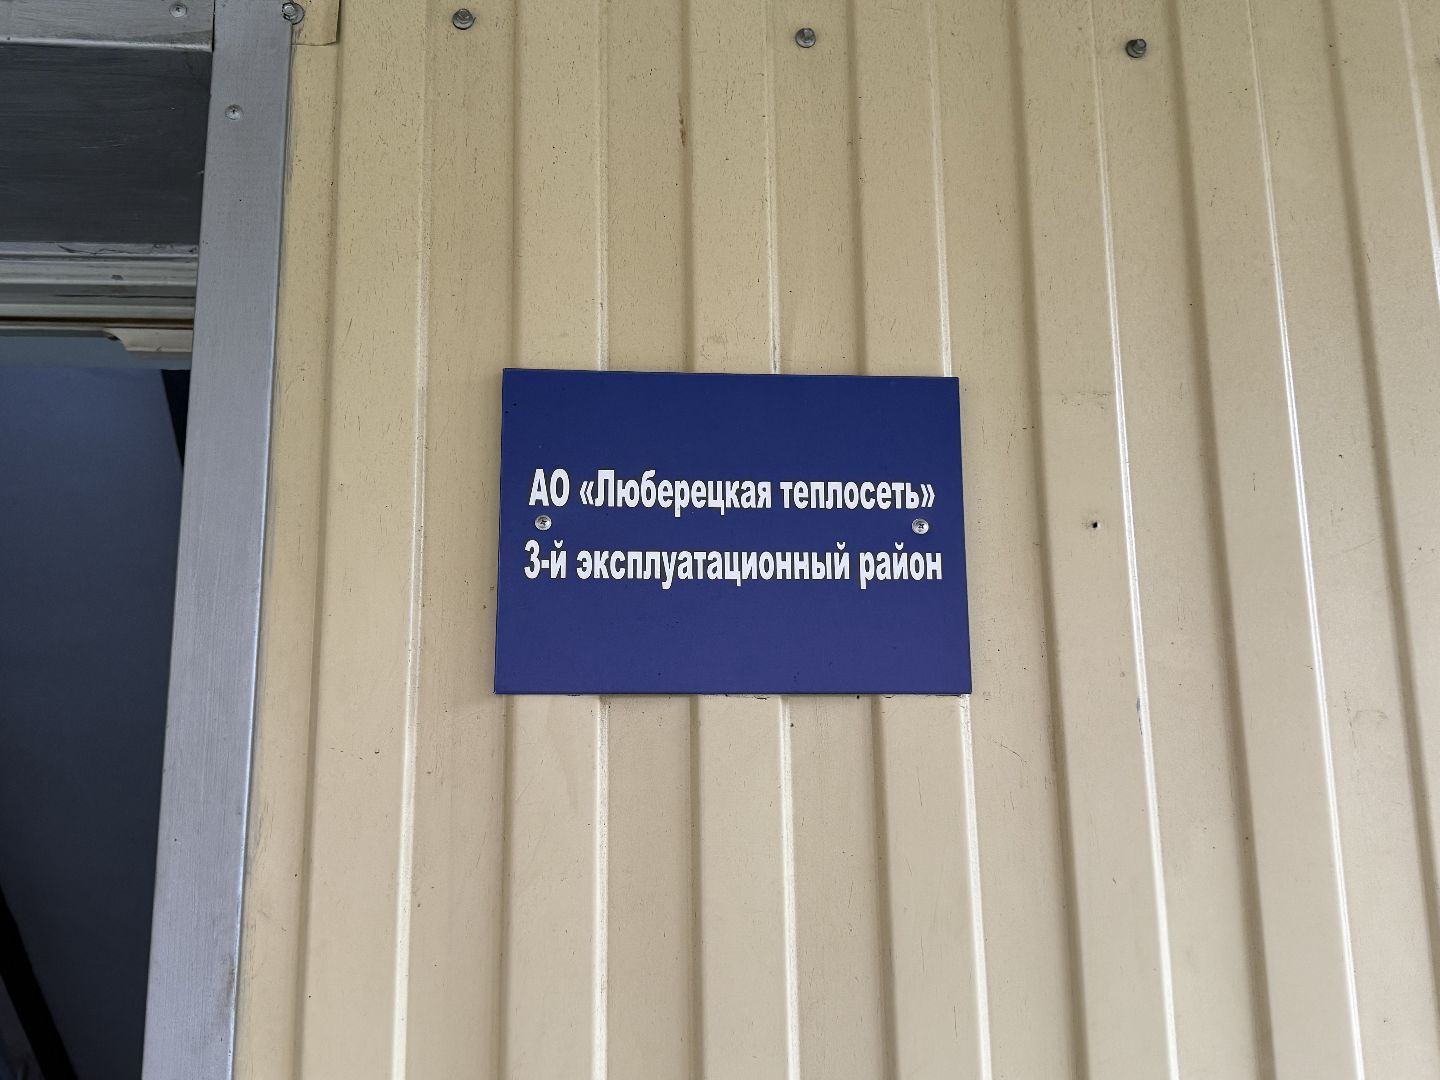 АО «Люберецкая теплосеть»
3-й эксплуатационный район